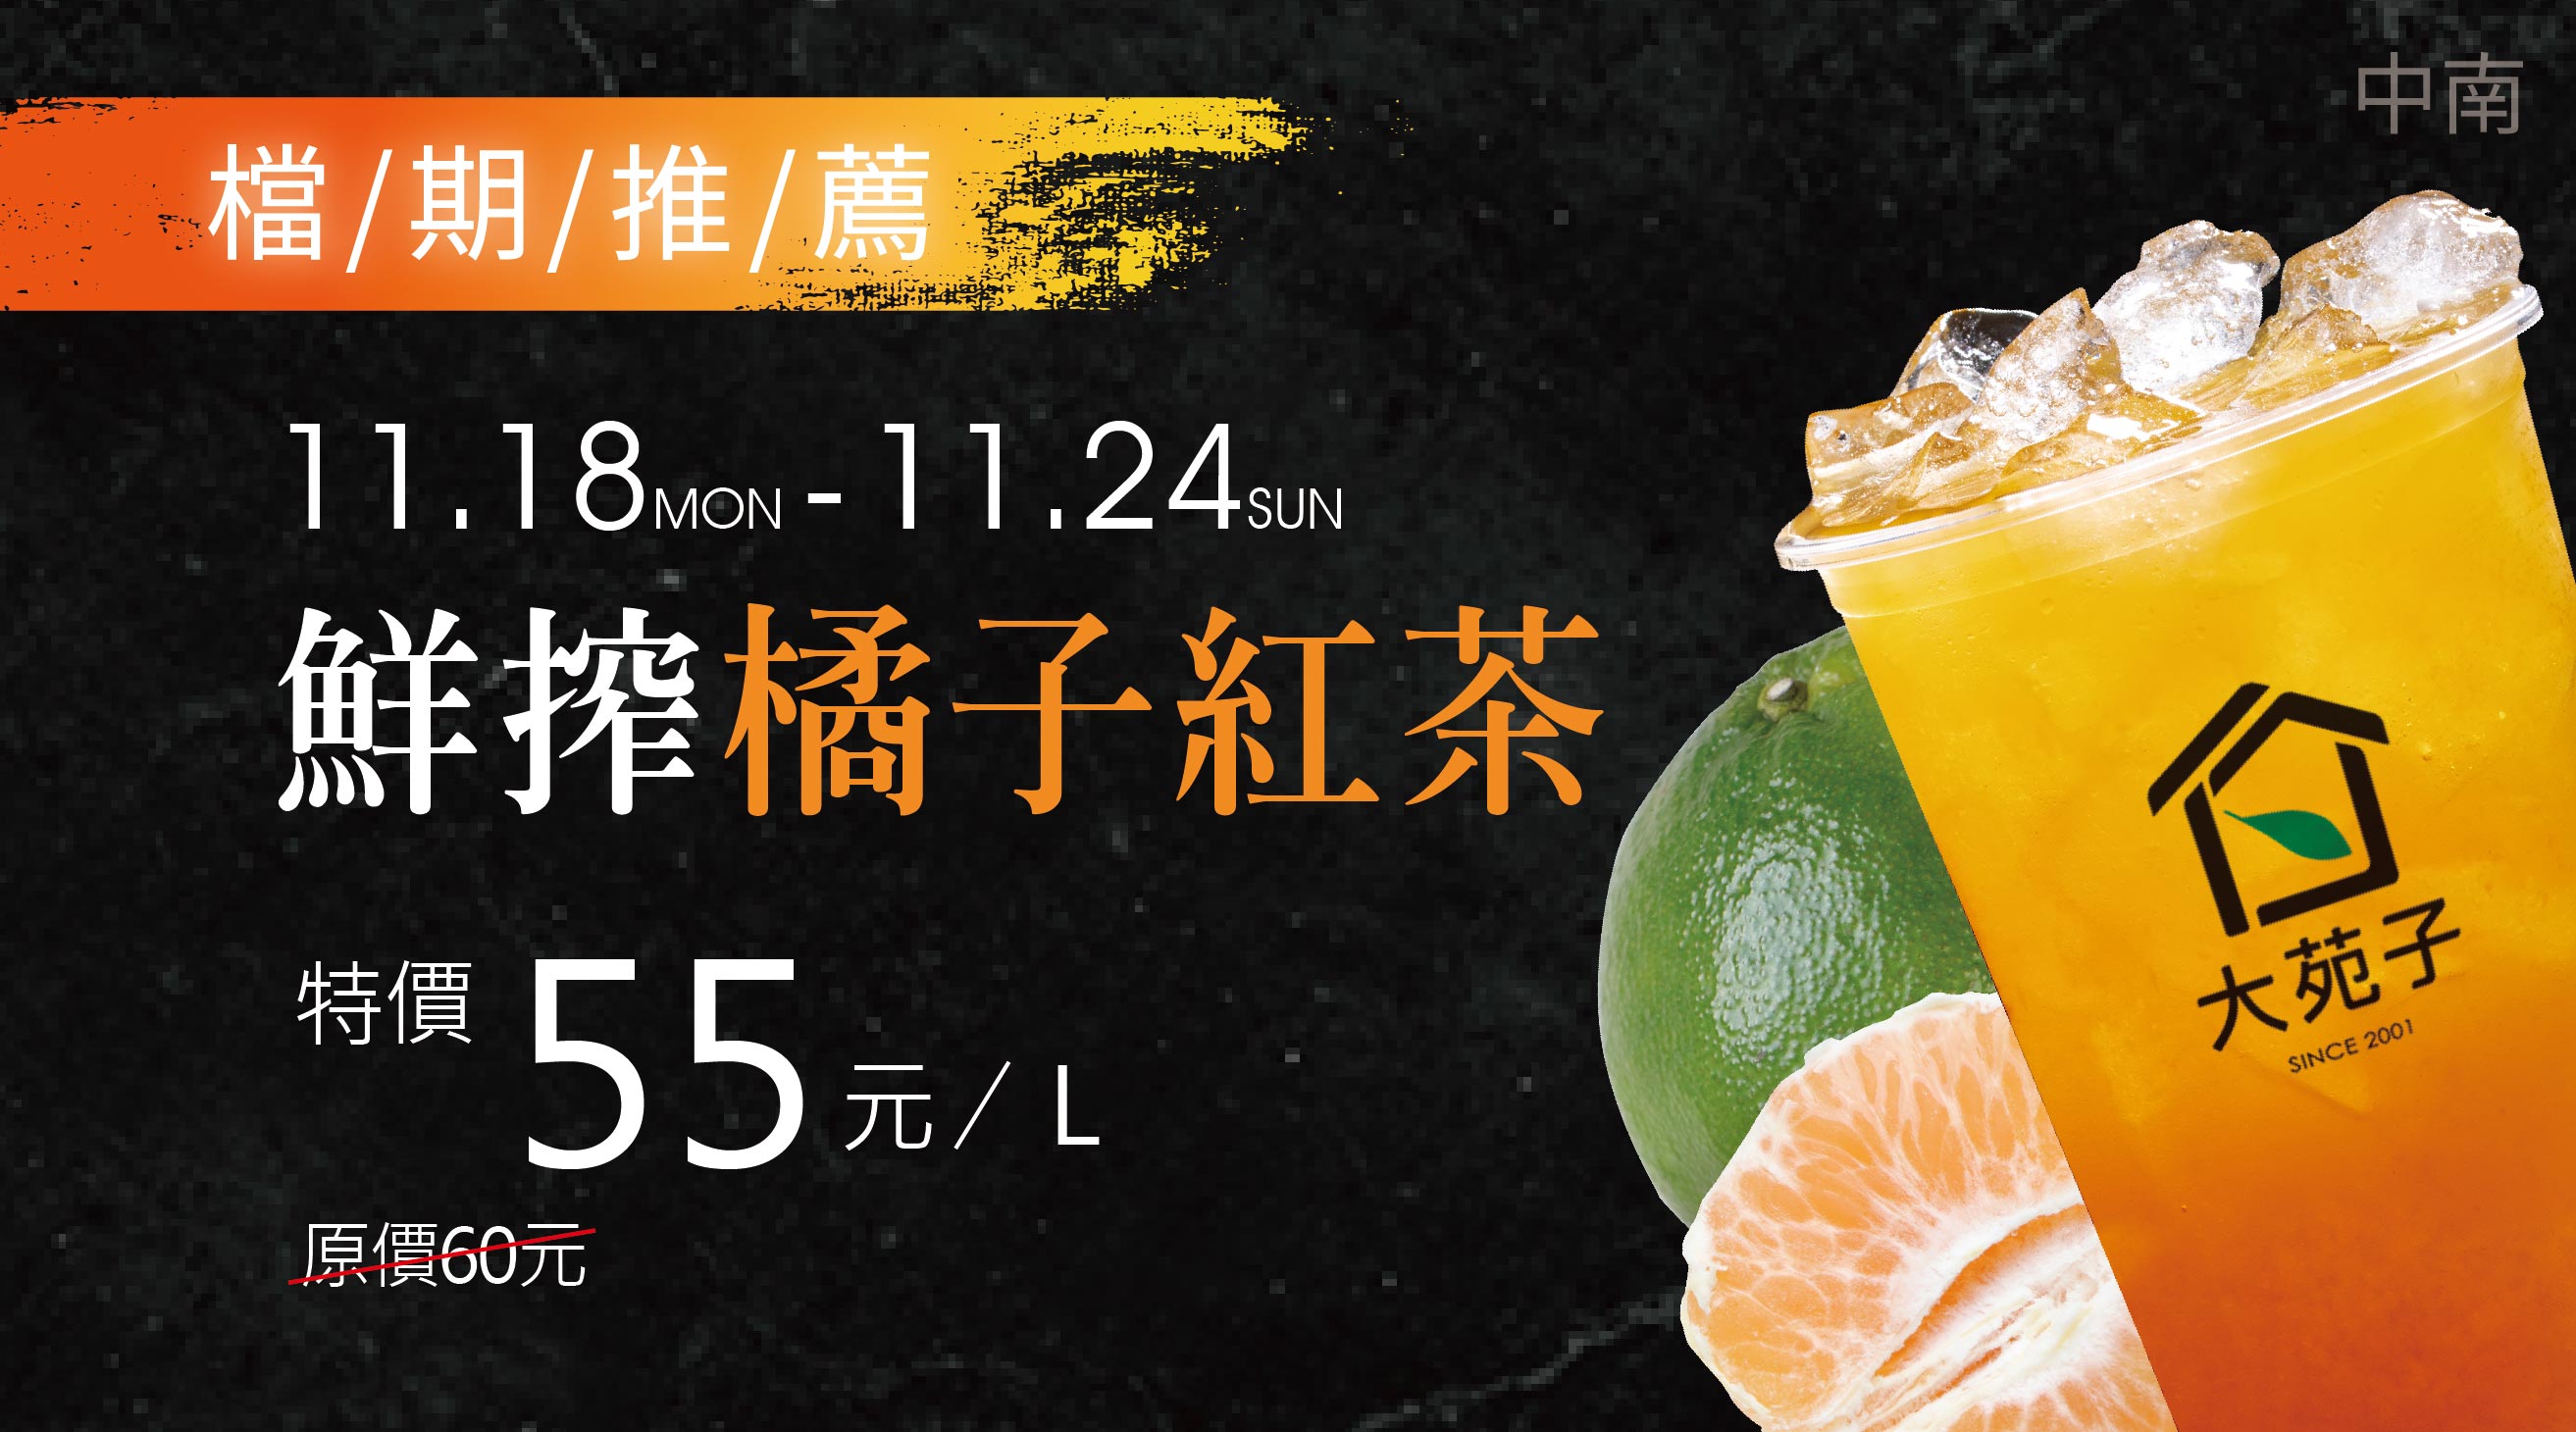 中南
檔/期/推/薦
11.18MON - 11.24SUN
鮮搾橘子紅茶
特價 55元/ L
原價60元
大苑子
SINCE 2001